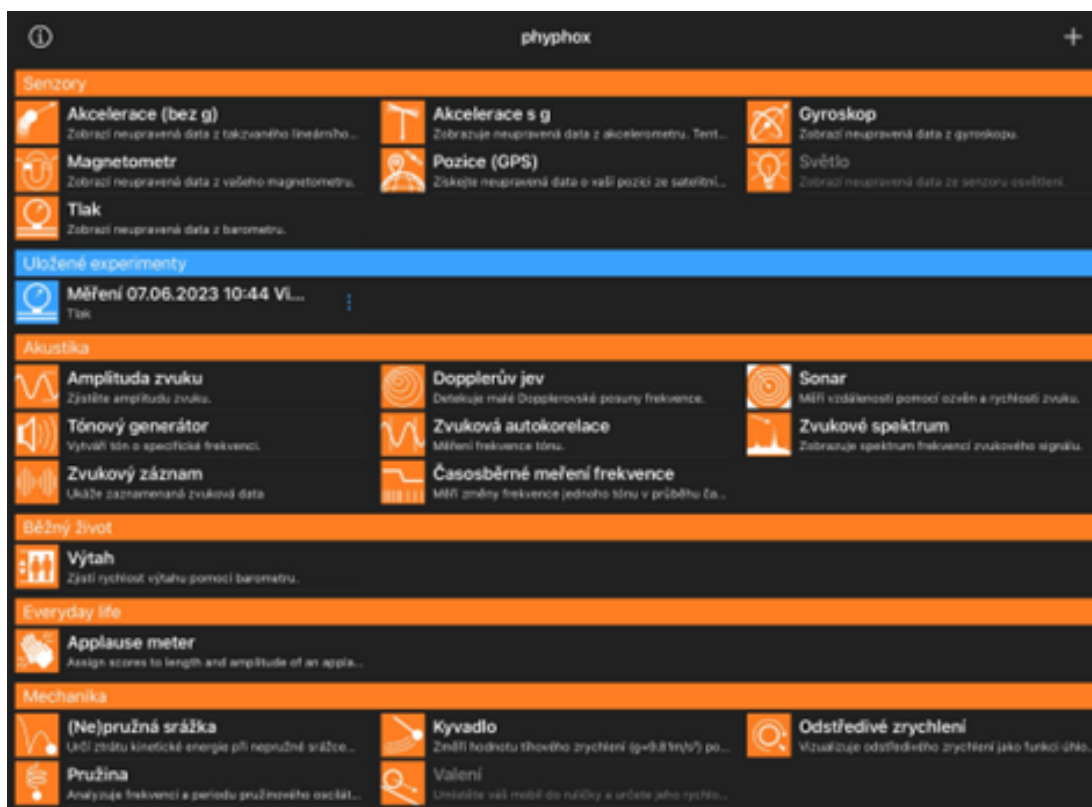 phyphox
Senzory
Akcelerace (bez g)
Zobrazí neupravená data z takzvaného lineárního...
Akcelerace s g
Zobrazuje neupravená data z akcelerometru. Tent...
Gyroskop
Zobrazí neupravená data z gyroskopu.
Magnetometr
Zobrazí neupravená data z vašeho magnetometru.
Pozice (GPS)
Získejte neupravená data o vaší pozici ze satelitní...
Světlo
Zobrazí neupravená data ze senzoru osvětlení.
Tlak
Zobrazí neupravená data z barometru.
Uložené experimenty
Měření 07.06.2023 10:44 Vi...
Tlak
Akustika
Amplituda zvuku
Zjistěte amplitudu zvuku.
Dopplerův jev
Detekuje malé Dopplerovské posuny frekvence.
Sonar
Měří vzdálenosti pomocí ozvěn a rychlosti zvuku.
Tónový generátor
Vytváří tón o specifické frekvenci.
Zvuková autokorelace
Měření frekvence tónu.
Zvukové spektrum
Zobrazuje spektrum frekvencí zvukového signálu.
Zvukový záznam
Ukáže zaznamenaná zvuková data
Časosběrné meření frekvence
Měří změny frekvence jednoho tónu v průběhu ča...
Běžný život
Výtah
Zjistí rychlost výtahu pomocí barometru.
Everyday life
Applause meter
Assign scores to length and amplitude of an appla...
Mechanika
(Ne)pružná srážka
Určí ztrátu kinetické energie při nepružné srážce...
Kyvadlo
Změří hodnotu tíhového zrychlení (g=9.81m/s²) po...
Odstředivé zrychlení
Vizualizuje odstředivého zrychlení jako funkci úhlo...
Pružina
Analyzuje frekvenci a periodu pružinového oscilát...
Valení
Umístěte váš mobil do ruličky a určete jeho rychlo...